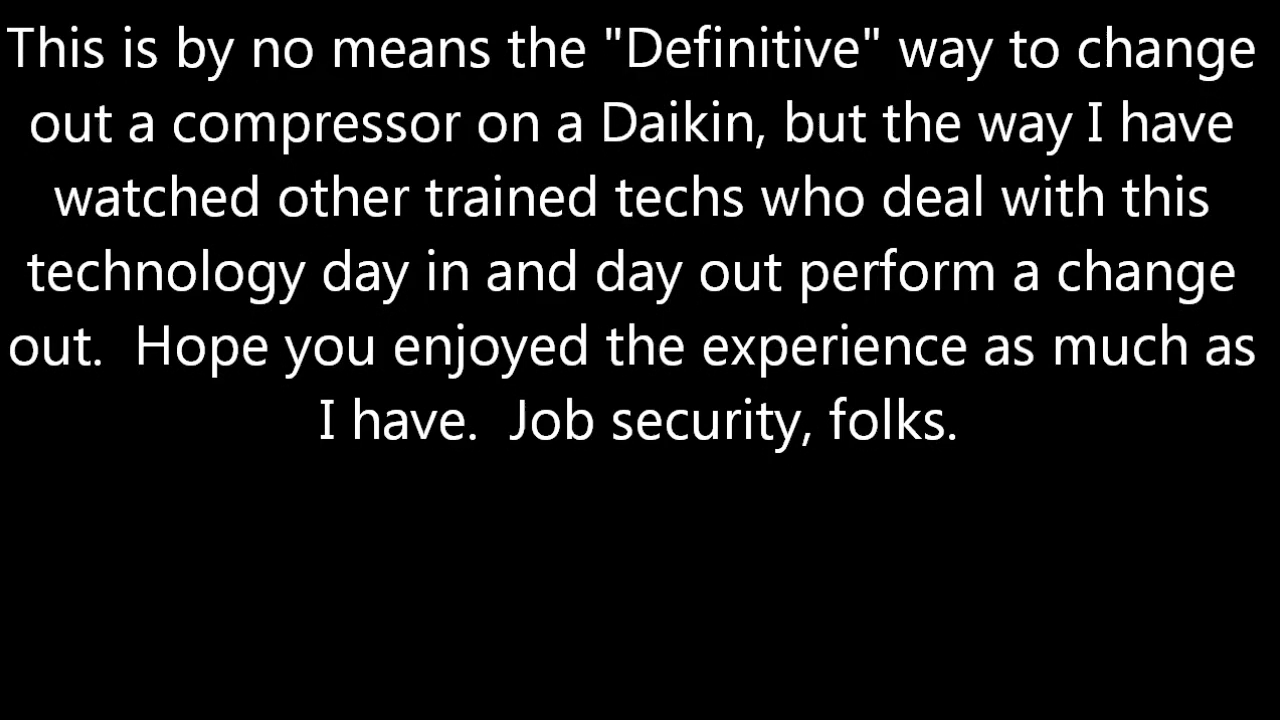 This is by no means the "Definitive" way to change
out a compressor on a Daikin, but the way I have
watched other trained techs who deal with this
technology day in and day out perform a change
out.  Hope you enjoyed the experience as much as
I have.  Job security, folks.